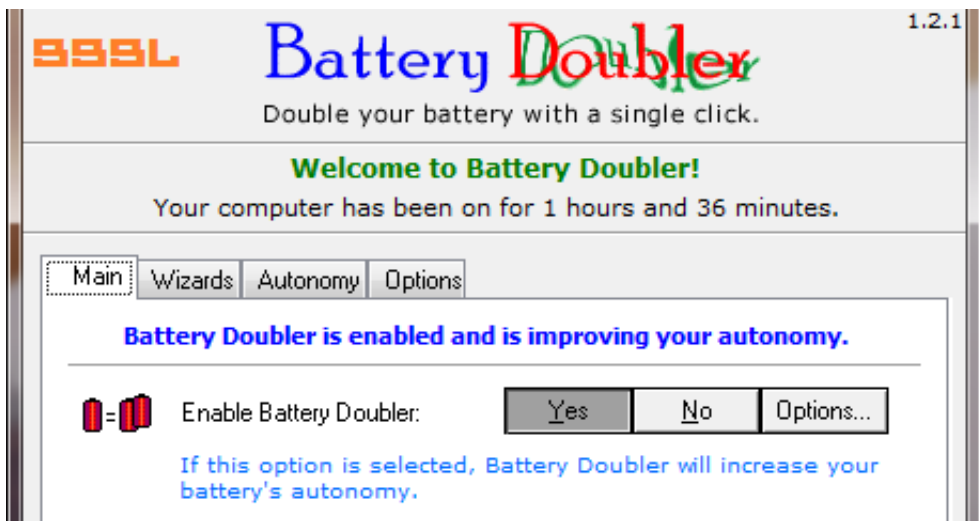 SSSL
Battery Doubler
1.2.1
Double your battery with a single click.
Welcome to Battery Doubler!
Your computer has been on for 1 hours and 36 minutes.
Main Wizards Autonomy Options
Battery Doubler is enabled and is improving your autonomy.
Enable Battery Doubler: Yes No Options...
If this option is selected, Battery Doubler will increase your
battery's autonomy.